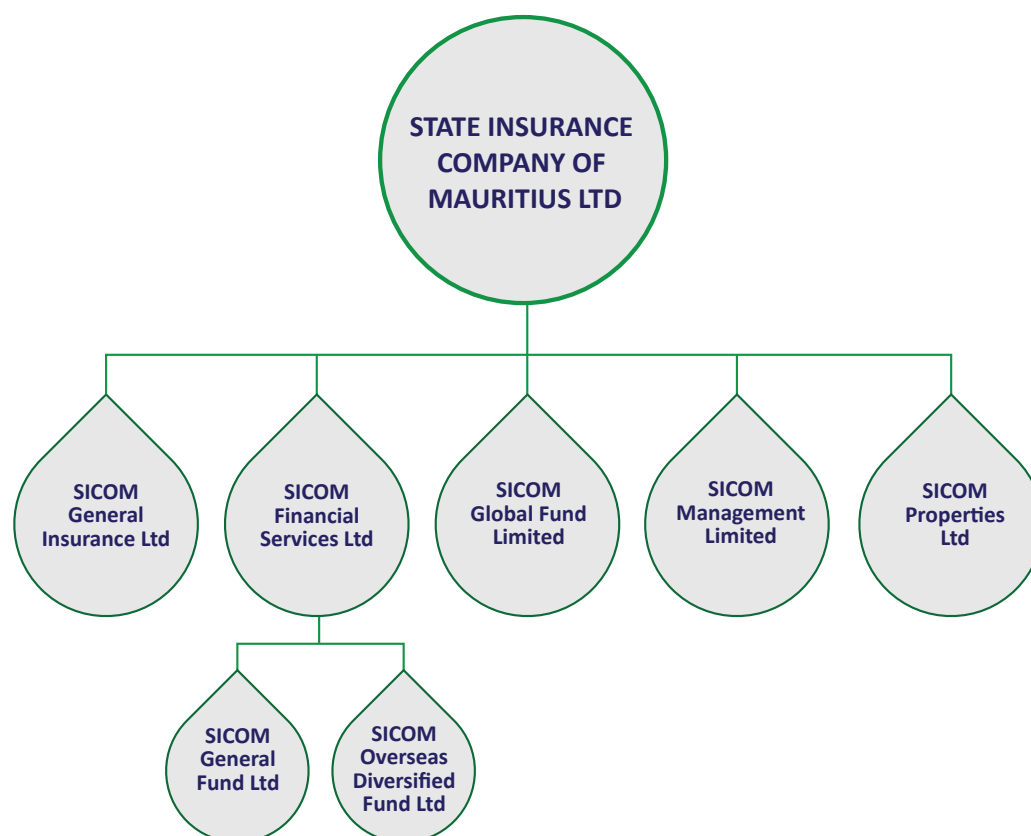 STATE INSURANCE
COMPANY OF
MAURITIUS LTD
SICOM
General
Insurance Ltd
SICOM
Financial
Services Ltd
SICOM
Global Fund
Limited
SICOM
Management
Limited
SICOM
Properties
Ltd
SICOM
General
Fund Ltd
SICOM
Overseas
Diversified
Fund Ltd